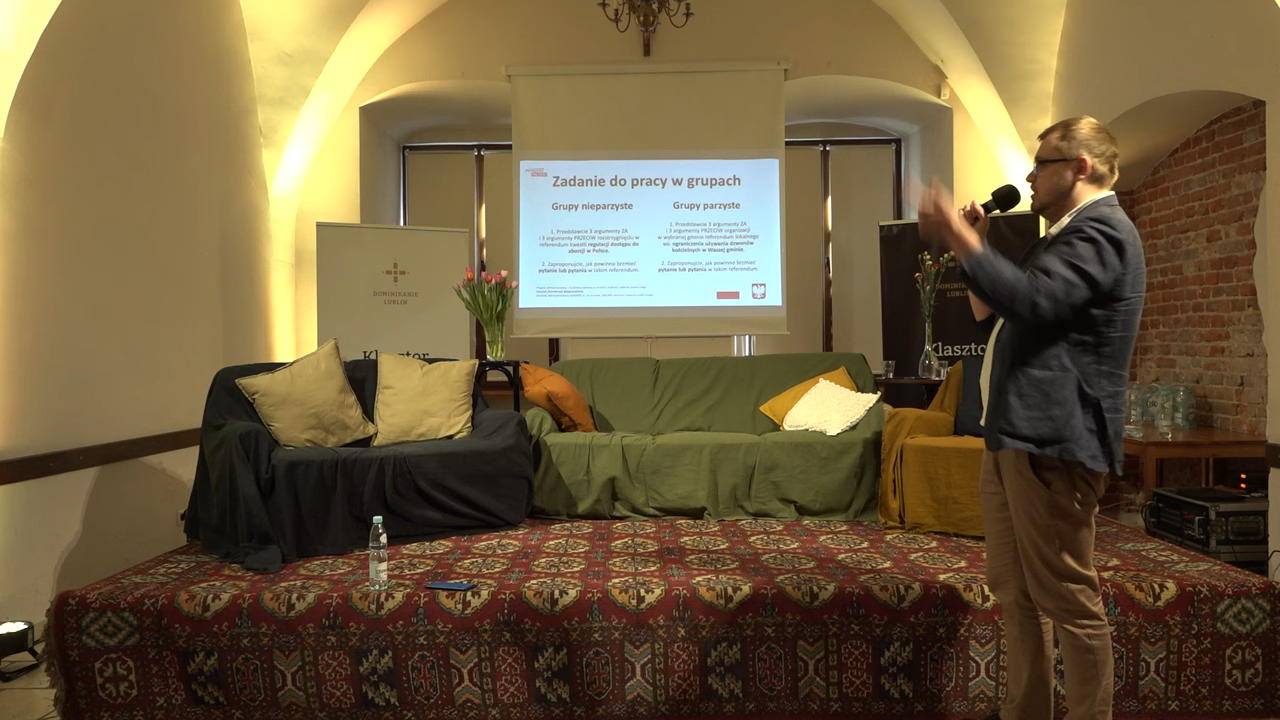 Zadanie do pracy w grupach
Grupy nieparzyste
1. Przedstawcie 3 argumenty ZA
i 3 argumenty PRZECIW rozstrzygnięciu w
referendum kwestii regulacji dostępu do
aborcji w Polsce.
2. Zaproponujcie, jak powinno brzmieć
pytanie lub pytania w takim referendum.
Grupy parzyste
1. Przedstawcie 3 argumenty ZA
i 3 argumenty PRZECIW organizacji
w wybranej gminie referendum lokalnego
ws. ograniczenia używania dzwonów
kościelnych w Waszej gminie.
2. Zaproponujcie, jak powinno brzmieć
pytanie lub pytania w takim referendum.
DOMINIKANIE
LUBLIN
Klasztor
DOMINIKANIE
LUBLIN
Klasztor